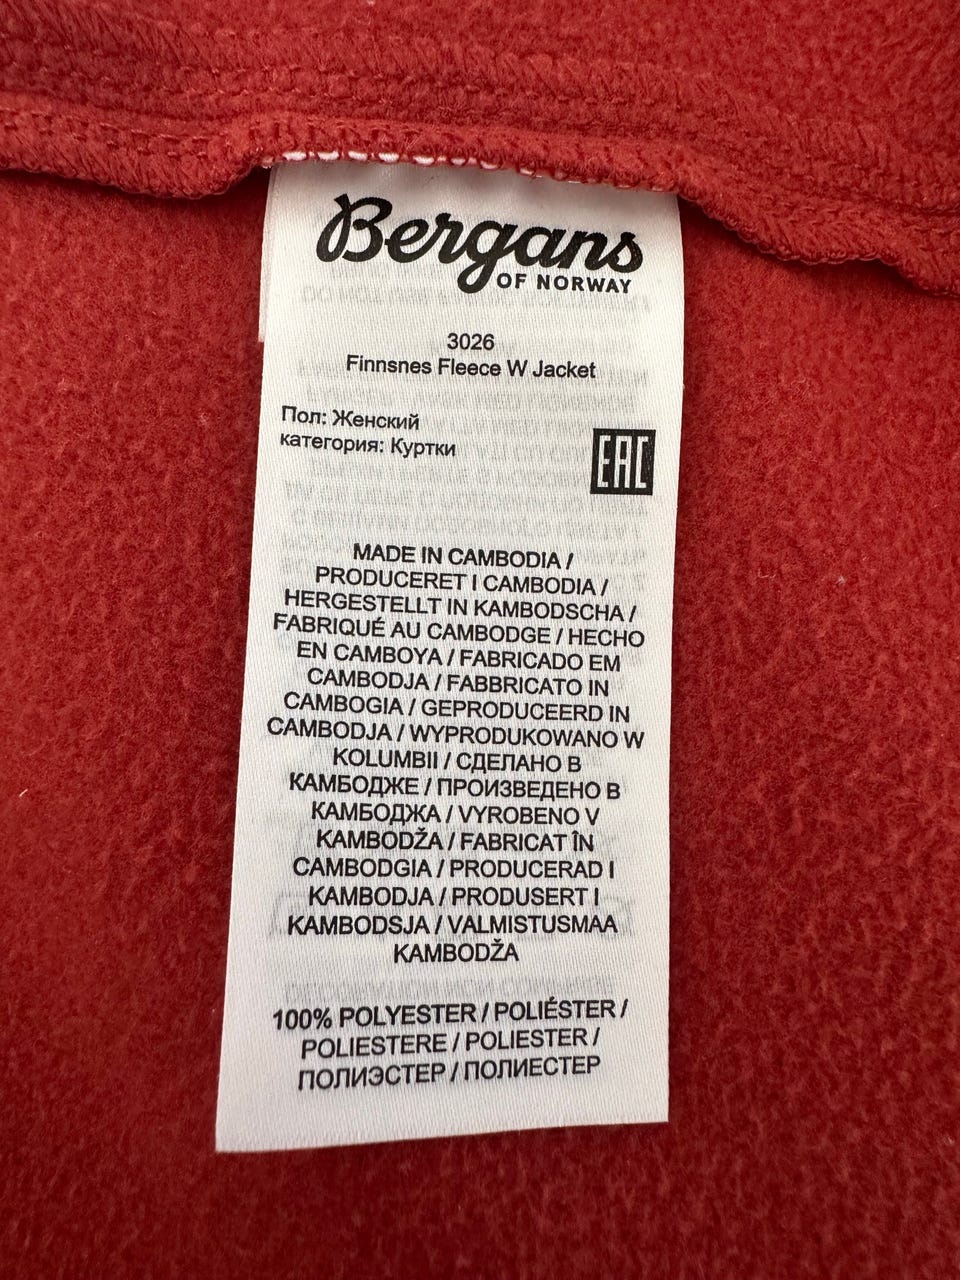 Bergans
OF NORWAY
3026
Finnsnes Fleece W Jacket
Пол: Женский
категория: Куртки
EAC
MADE IN CAMBODIA /
PRODUCERET I CAMBODIA /
HERGESTELLT IN KAMBODSCHA /
FABRIQUÉ AU CAMBODGE / HECHO
EN CAMBOYA / FABRICADO EM
CAMBODJA / FABBRICATO IN
CAMBOGIA / GEPRODUCEERD IN
CAMBODJA / WYPRODUKOWANO W
KOLUMBII / СДЕЛАНО В
КАМБОДЖЕ / ПРОИЗВЕДЕНО В
КАМБОДЖА / VYROBENO V
KAMBODŽA / FABRICAT ÎN
CAMBODGIA / PRODUCERAD I
KAMBODJA / PRODUSERT I
KAMBODSJA / VALMISTUSMAA
KAMBODŽA
100% POLYESTER / POLIÉSTER /
POLIESTERE / POLIESTER /
ПОЛИЭСТЕР / ПОЛИЕСТЕР